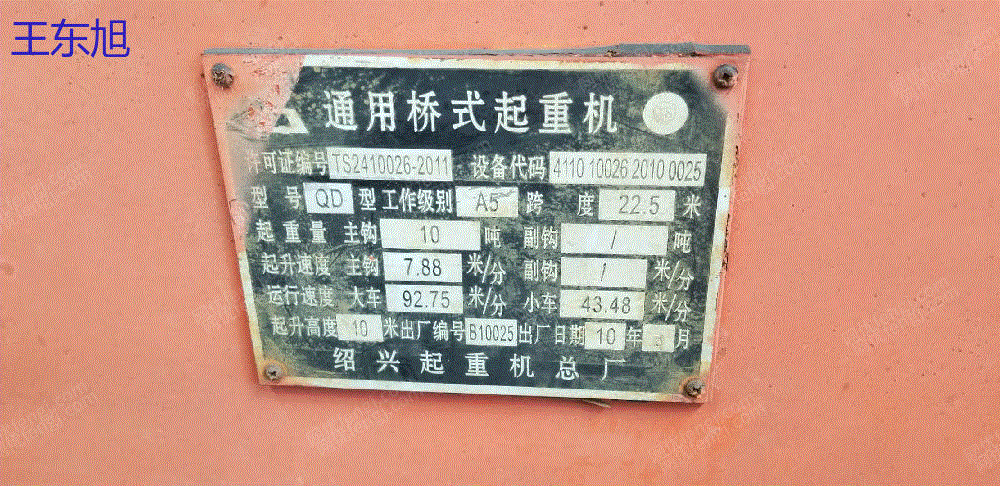 王东旭
通用桥式起重机
许可证编号 TS2410026-2011 设备代码 4110 10026 2010 0025
型号 QD 型 工作级别 A5 跨度 22.5 米
起重量 主钩 10 吨 副钩 / 吨
起升速度 主钩 7.88 米/分 副钩 / 米/分
运行速度 大车 92.75 米/分 小车 43.48 米/分
起升高度 10 米 出厂编号 B10025 出厂日期 10 年 月
绍兴起重机总厂